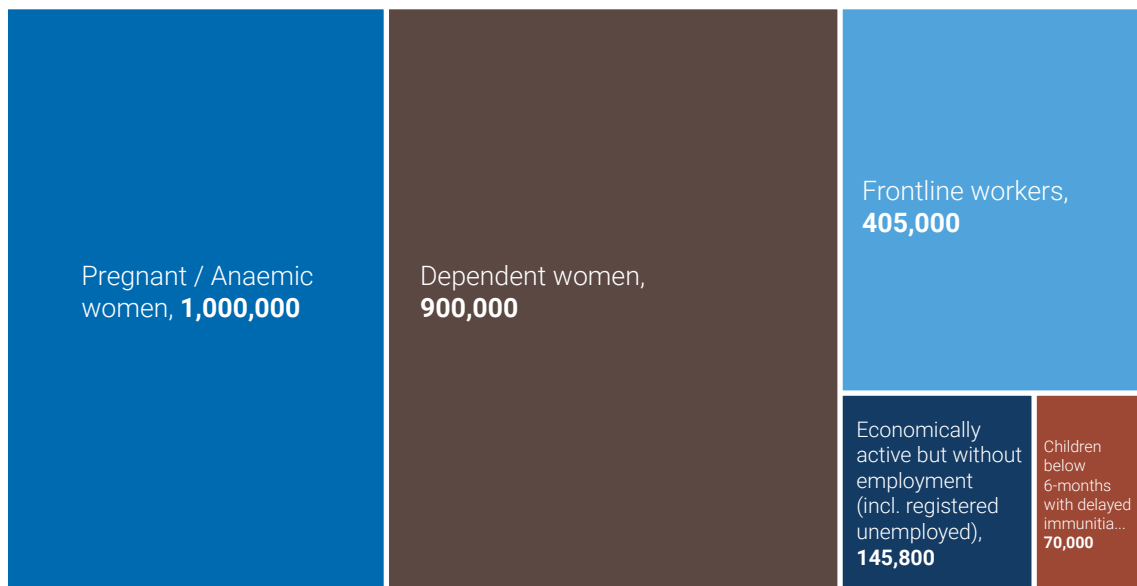 Pregnant / Anaemic
women, 1,000,000
Dependent women,
900,000
Frontline workers,
405,000
Economically
active but without
employment
(incl. registered
unemployed),
145,800
Children
below
6-months
with delayed
immunitia...
70,000